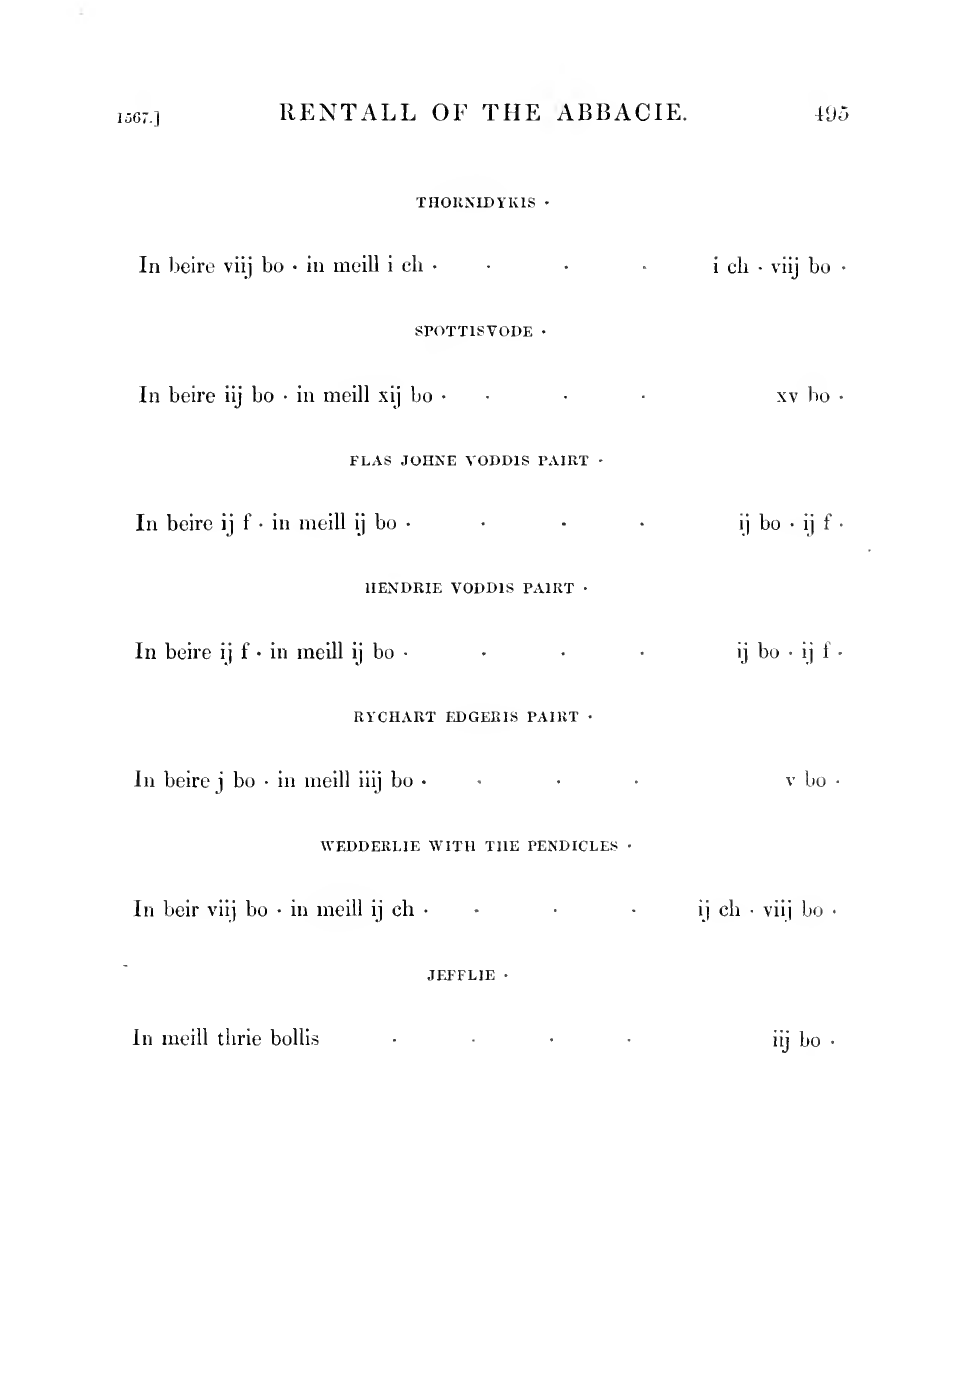 1567.] RENTALL OF THE ABBACIE. 495
THORNIDYKIS ·
In beire viij bo · in meill i ch · · · · i ch · viij bo ·
SPOTTISVODE ·
In beire iij bo · in meill xij bo · · · · xv bo ·
FLAS JOHNE VODDIS PAIRT ·
In beire ij f · in meill ij bo · · · · ij bo · ij f ·
HENDRIE VODDIS PAIRT ·
In beire ij f · in meill ij bo · · · · ij bo · ij f ·
RYCHART EDGERIS PAIRT ·
In beire j bo · in meill iiij bo · · · · v bo ·
WEDDERLIE WITH THE PENDICLES ·
In beir viij bo · in meill ij ch · · · · ij ch · viij bo ·
JEFFLIE ·
In meill thrie bollis · · · · iij bo ·